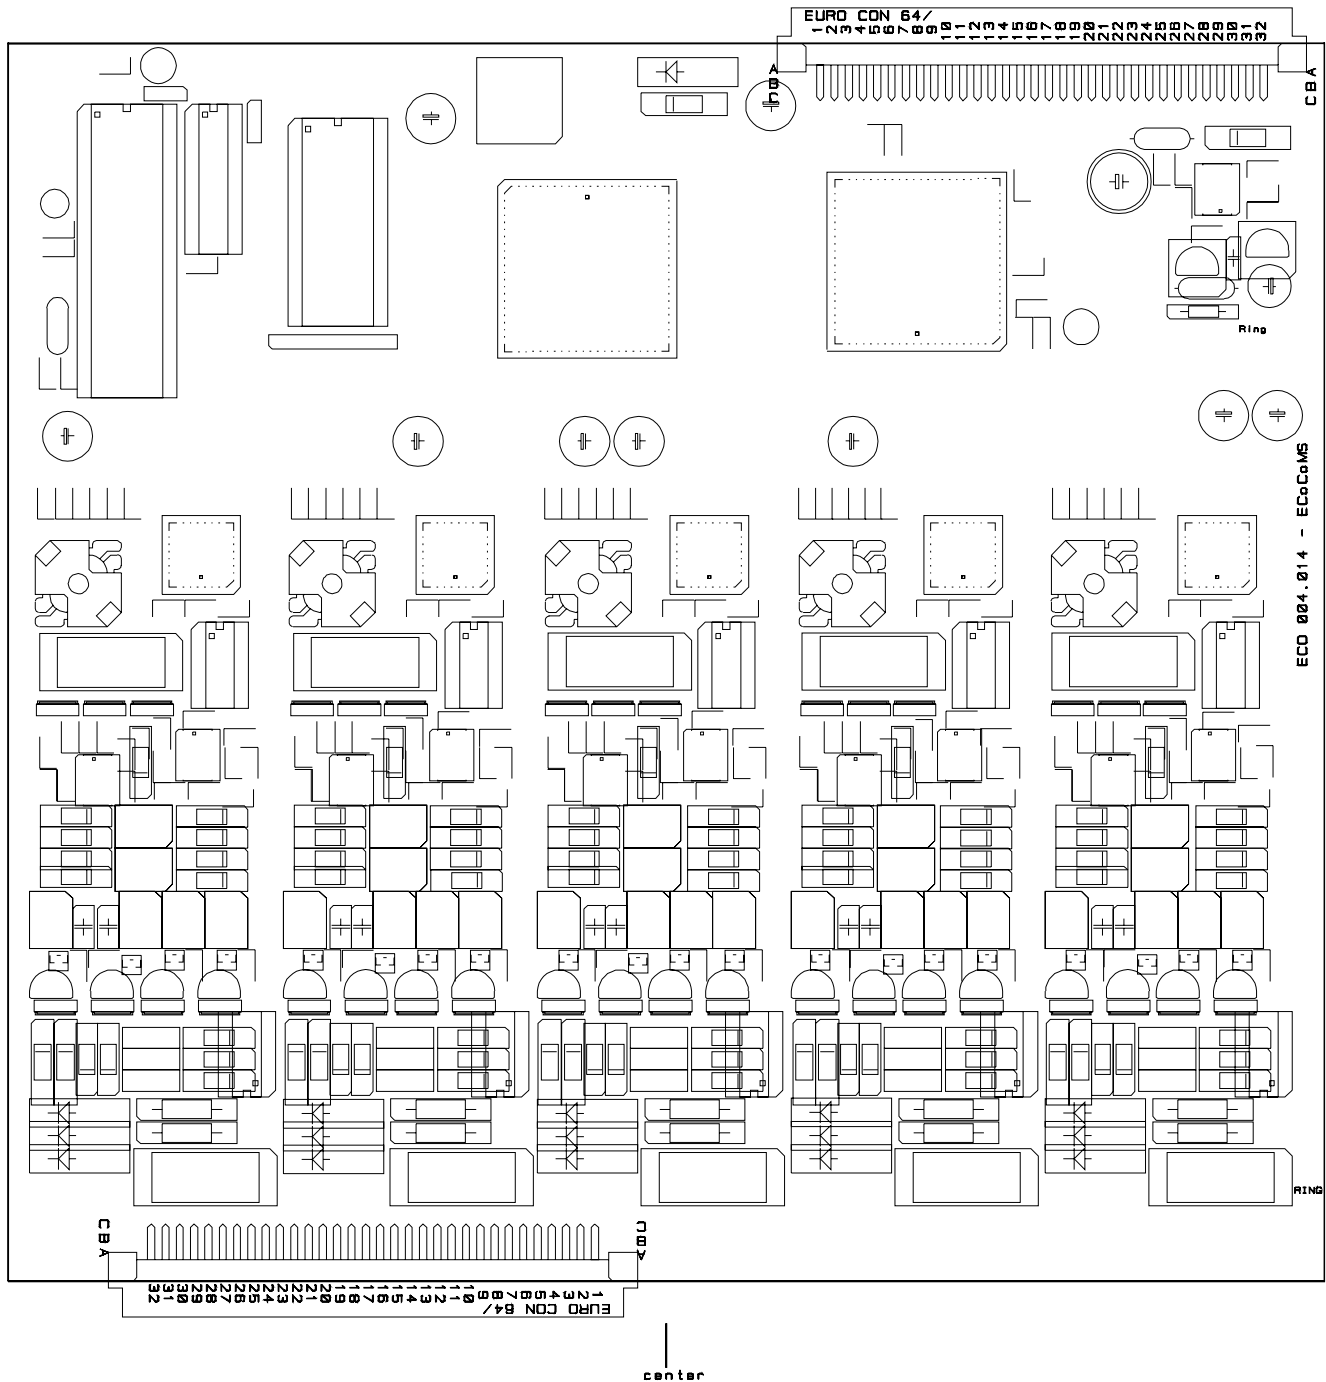 EURO CON 64/
1 2 3 4 5 6 7 8 9 10 11 12 13 14 15 16 17 18 19 20 21 22 23 24 25 26 27 28 29 30 31 32
A B C
C B A
Ring
ECO 004.014 - ECoCoMS
RING
C B A
C B A
32 31 30 29 28 27 26 25 24 23 22 21 20 19 18 17 16 15 14 13 12 11 10 9 8 7 6 5 4 3 2 1
EURO CON 64/
center